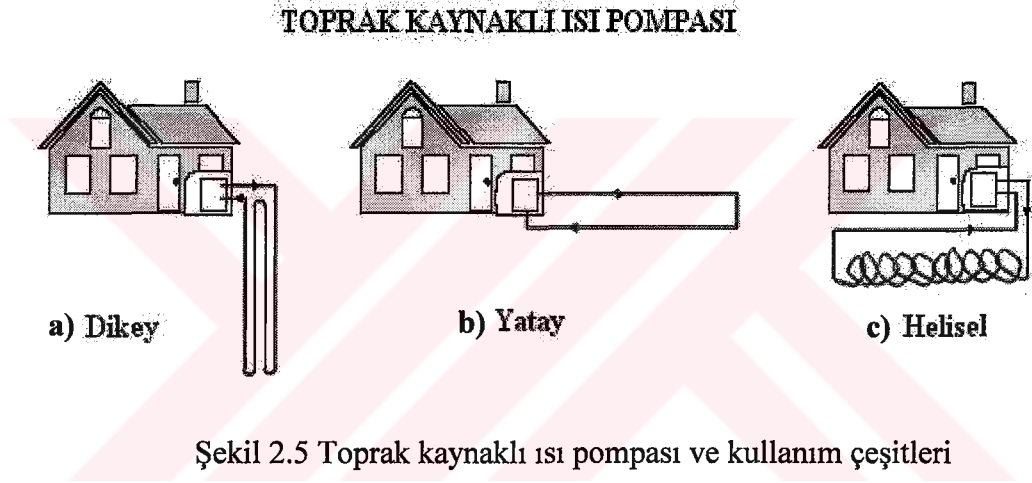 TOPRAK KAYNAKLI ISI POMPASI
a) Dikey
b) Yatay
c) Helisel
Şekil 2.5 Toprak kaynaklı ısı pompası ve kullanım çeşitleri